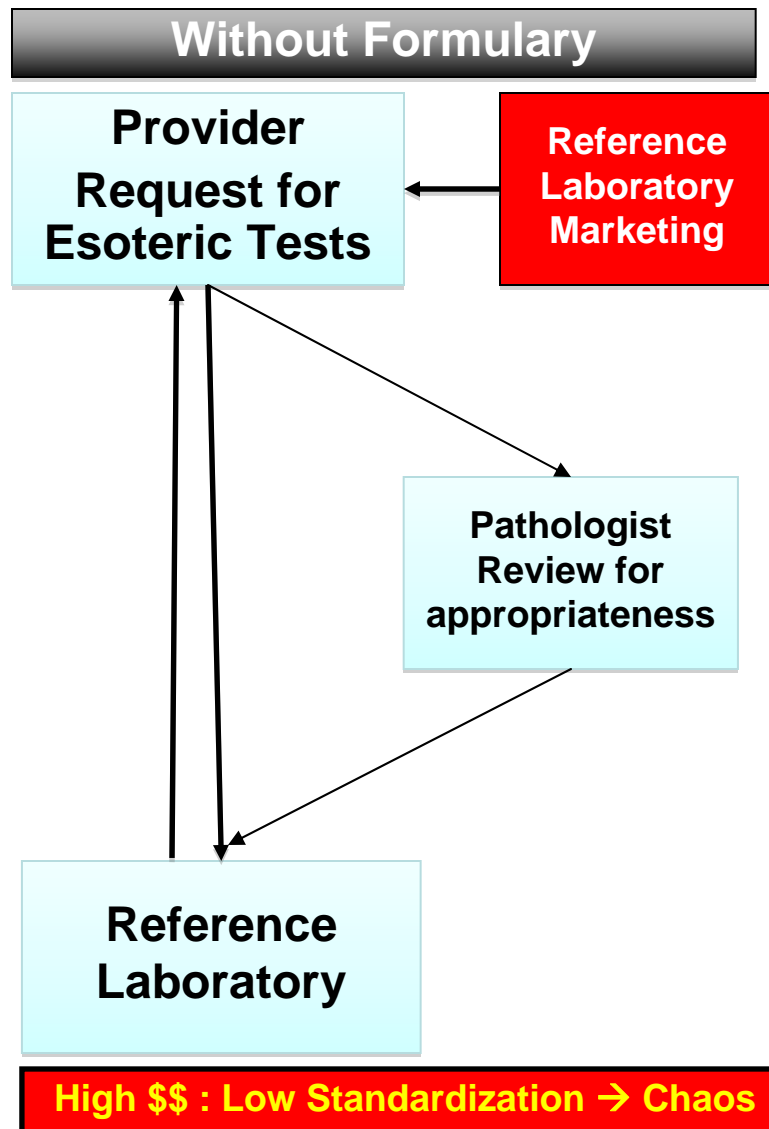 Without Formulary
Provider
Request for
Esoteric Tests
Reference
Laboratory
Marketing
Pathologist
Review for
appropriateness
Reference
Laboratory
High $$ : Low Standardization → Chaos